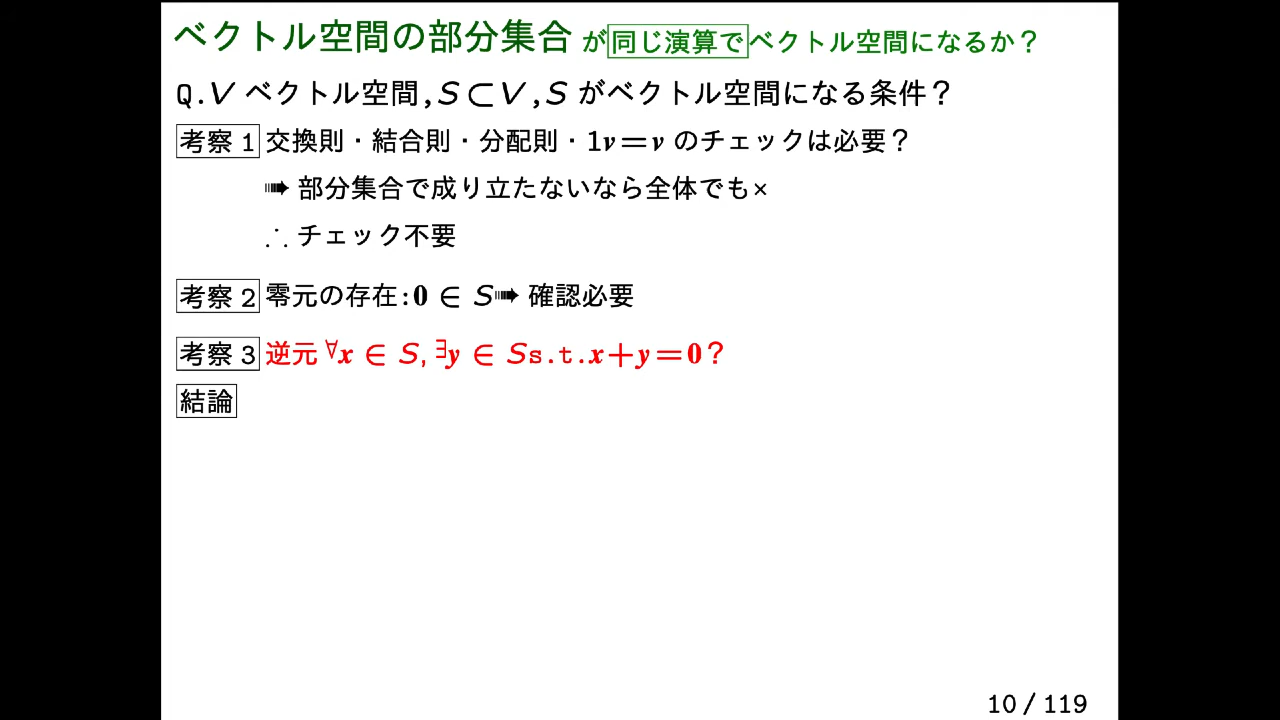 ベクトル空間の部分集合 が同じ演算でベクトル空間になるか？
Q.V ベクトル空間,S⊂V,S がベクトル空間になる条件？
考察 1 交換則・結合則・分配則・1v=v のチェックは必要？
➠ 部分集合で成り立たないなら全体でも×
∴ チェック不要
考察 2 零元の存在:0 ∈ S➠ 確認必要
考察 3 逆元 ∀x ∈ S, ∃y ∈ S s.t.x+y=0？
結論
10 / 119